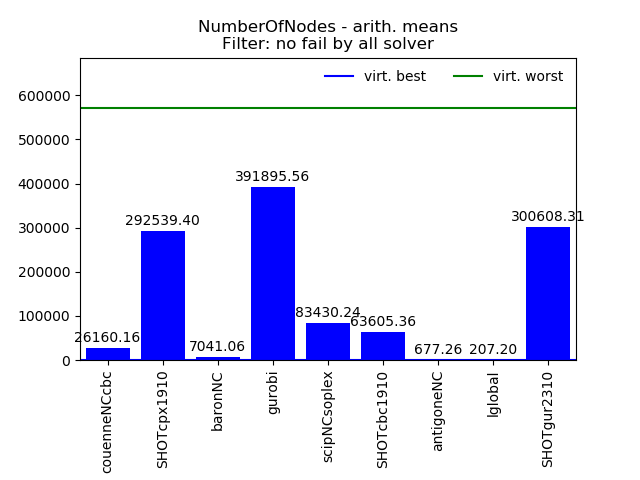 NumberOfNodes - arith. means
Filter: no fail by all solver
virt. best
virt. worst
600000
500000
400000
300000
200000
100000
0
26160.16
292539.40
7041.06
391895.56
83430.24
63605.36
677.26
207.20
300608.31
couenneNCcbc
SHOTcpx1910
baronNC
gurobi
scipNCsoplex
SHOTcbc1910
antigoneNC
lglobal
SHOTgur2310